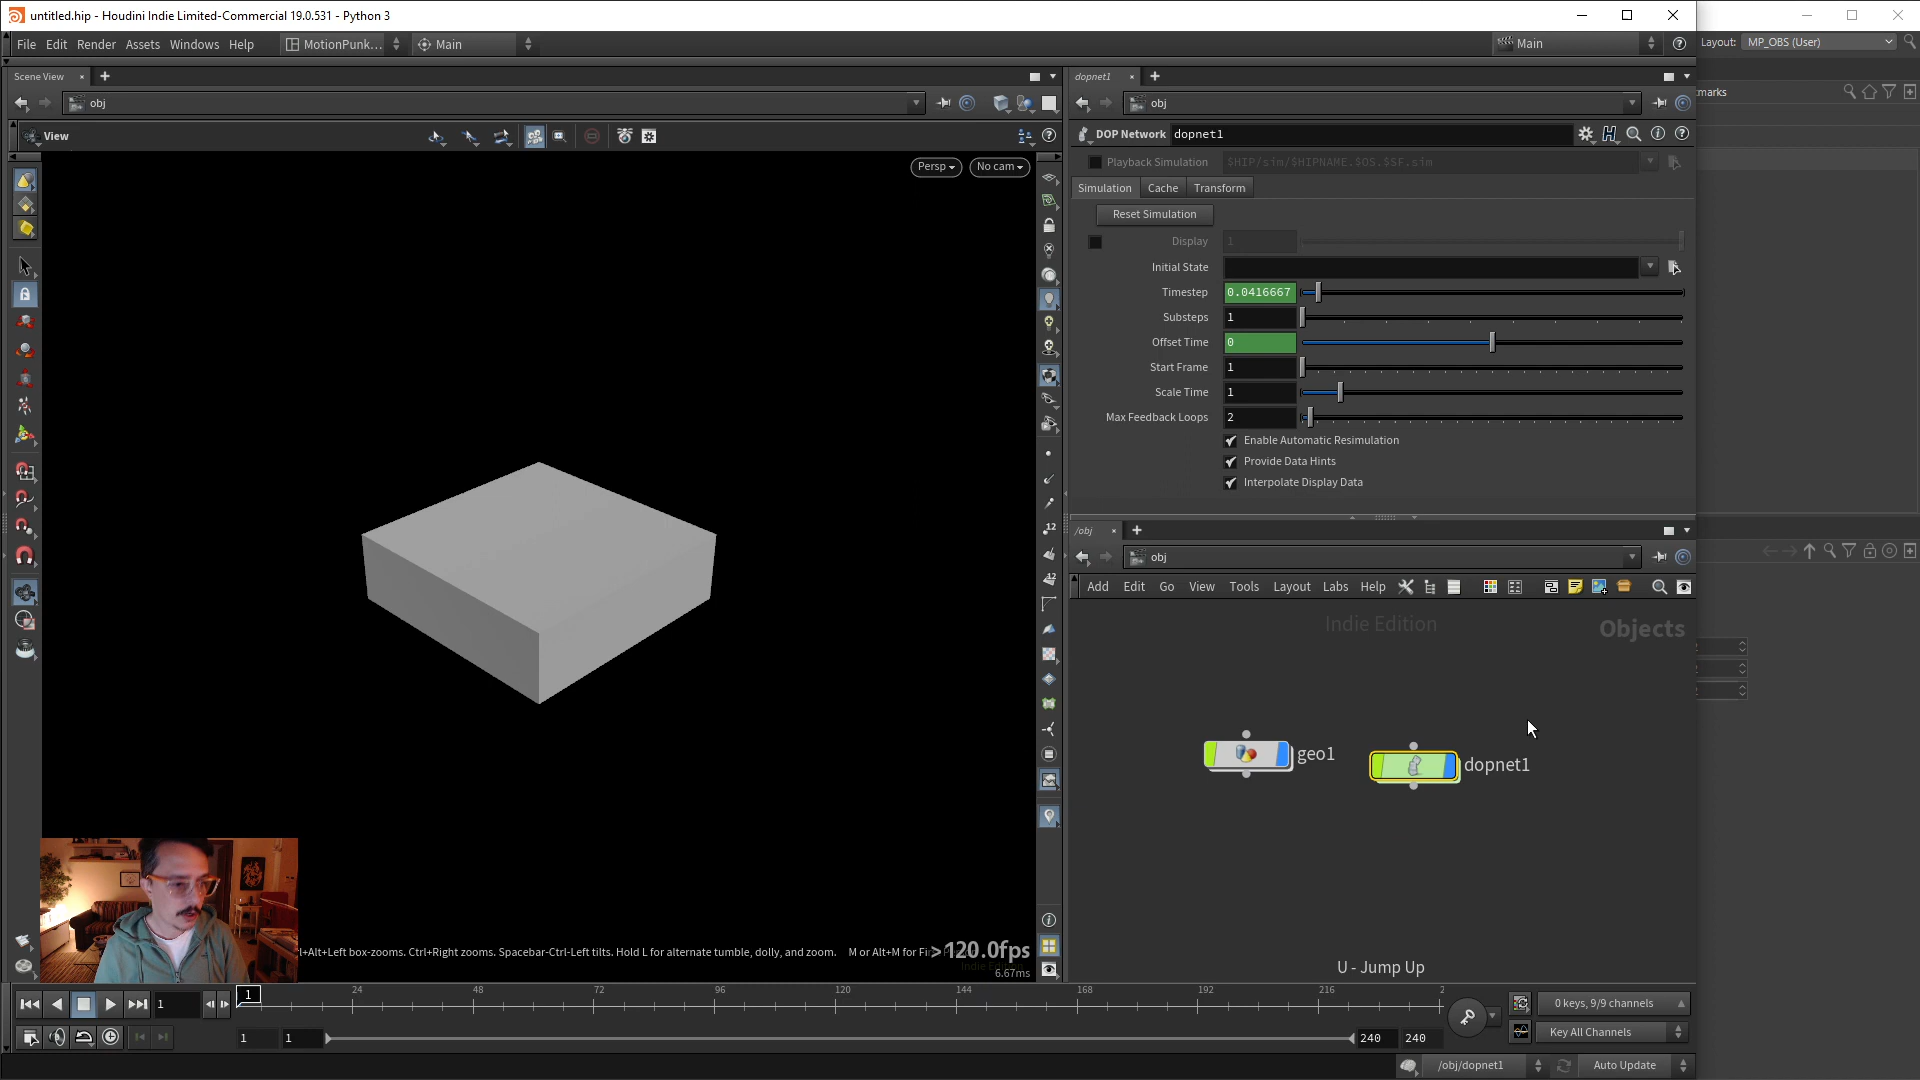 untitled.hip - Houdini Indie Limited-Commercial 19.0.531 - Python 3
File Edit Render Assets Windows Help MotionPunk... Main Main
Layout: MP_OBS (User)
Scene View
dopnet1
obj
obj
View
DOP Network dopnet1
Playback Simulation $HIP/sim/$HIPNAME.$OS.$SF.sim
Persp No cam
Simulation Cache Transform
Reset Simulation
Display 1
Initial State
Timestep 0.0416667
Substeps 1
Offset Time 0
Start Frame 1
Scale Time 1
Max Feedback Loops 2
Enable Automatic Resimulation
Provide Data Hints
Interpolate Display Data
/obj
obj
Add Edit Go View Tools Layout Labs Help
Indie Edition
Objects
geo1
dopnet1
U - Jump Up
l+Alt+Left box-zooms. Ctrl+Right zooms. Spacebar-Ctrl-Left tilts. Hold L for alternate tumble, dolly, and zoom. M or Alt+M for Fi
>120.0fps
6.67ms
1 1 24 48 72 96 120 144 168 192 216 2
0 keys, 9/9 channels
1 1 240 240
Key All Channels
/obj/dopnet1 Auto Update